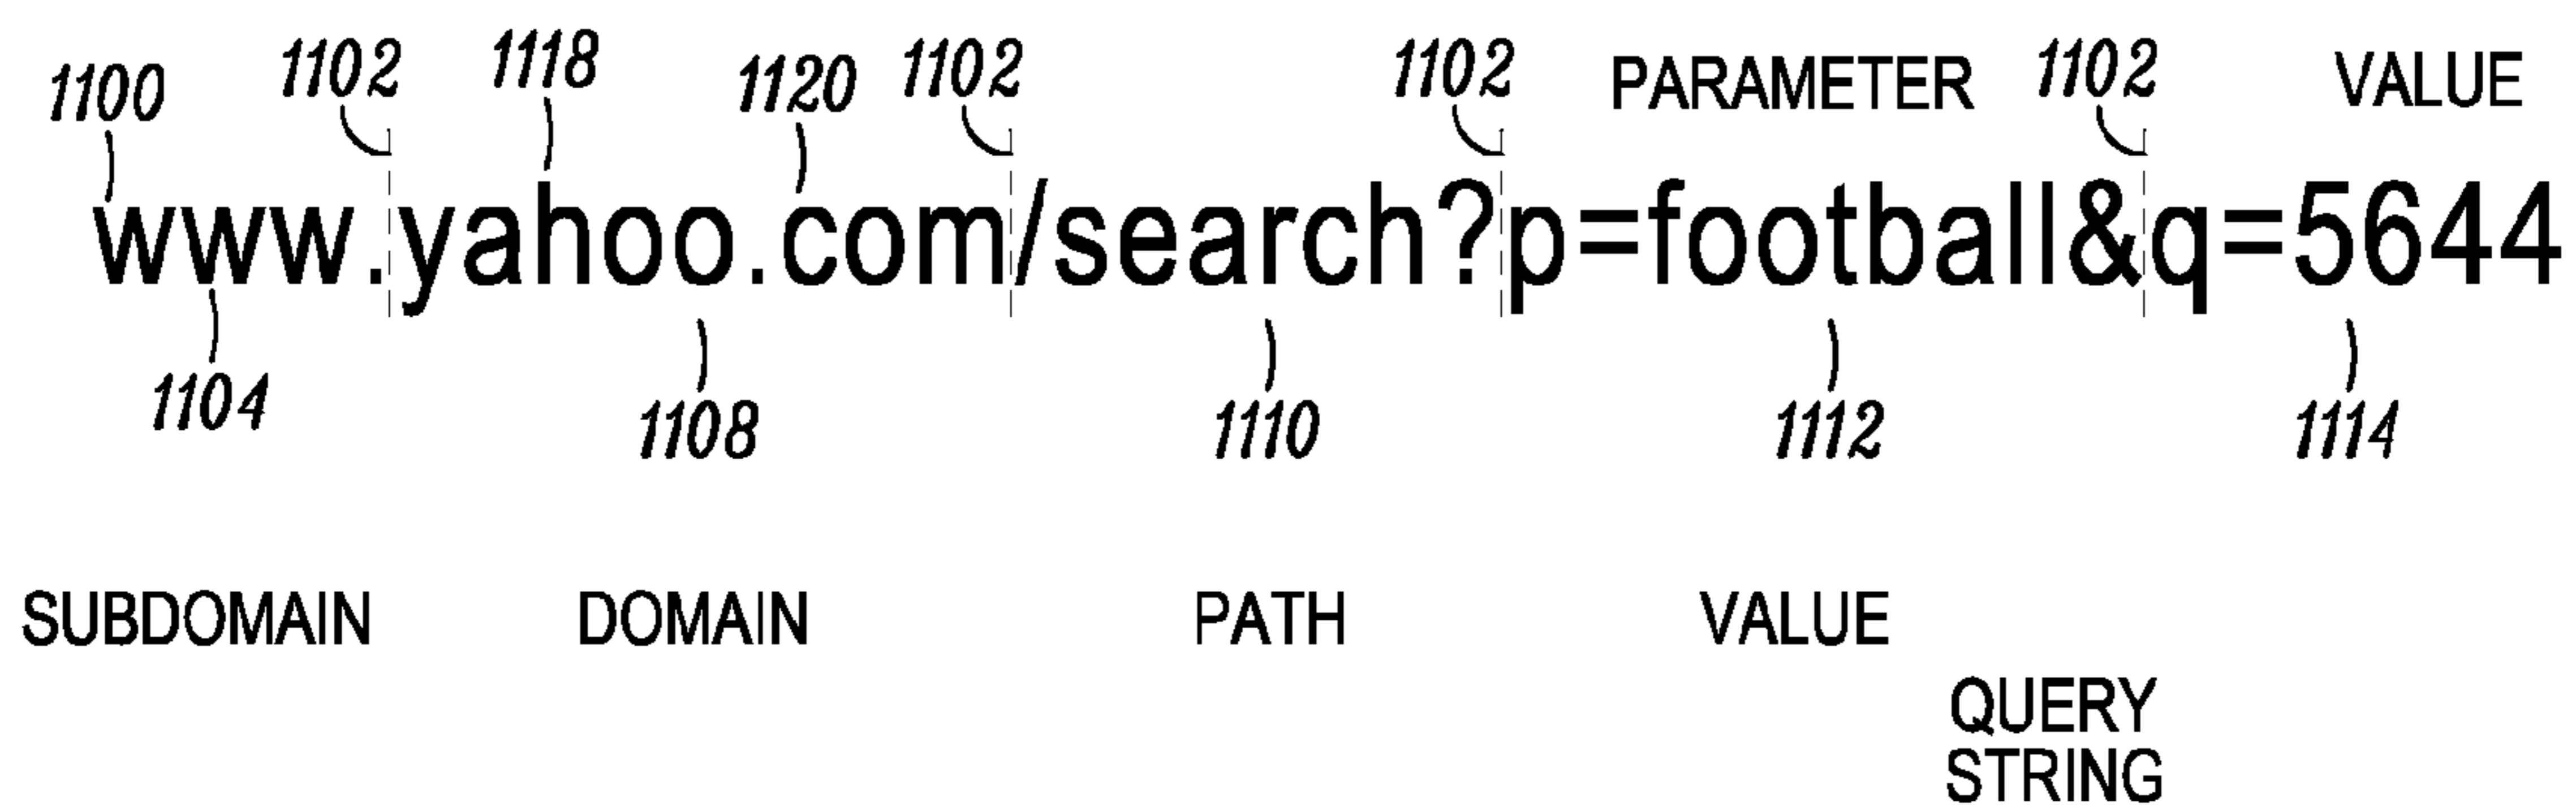 1100 1102 1118 1120 1102 1102 PARAMETER 1102 VALUE
www.yahoo.com/search?p=football&q=5644
1104 1108 1110 1112 1114
SUBDOMAIN DOMAIN PATH VALUE
QUERY
STRING